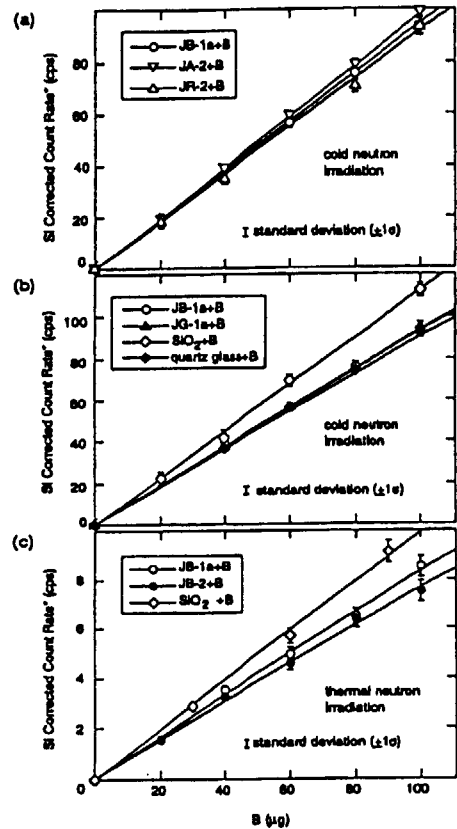 (a)
JB-1a+B
JA-2+B
JR-2+B
cold neutron
irradiation
I standard deviation (±1σ)
SI Corrected Count Rate" (cps)
80
60
40
20
0
(b)
JB-1a+B
JG-1a+B
SIO₂+B
quartz glass+B
cold neutron
irradiation
I standard deviation (±1σ)
SI Corrected Count Rate" (cps)
100
80
60
40
20
0
(c)
JB-1a+B
JB-2+B
SIO₂ +B
thermal neutron
irradiation
I standard deviation (±1σ)
SI Corrected Count Rate" (cps)
8
6
4
2
0
20 40 60 80 100
B (μg)